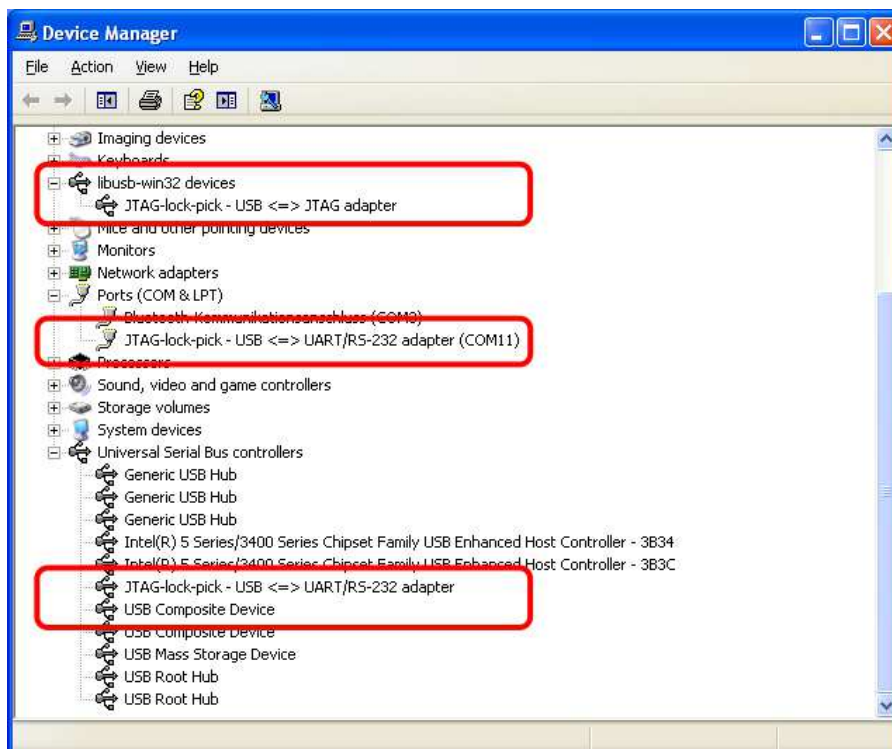 Device Manager
File Action View Help
Imaging devices
Keyboards
libusb-win32 devices
JTAG-lock-pick - USB <=> JTAG adapter
Mice and other pointing devices
Monitors
Network adapters
Ports (COM & LPT)
Bluetooth-Kommunikationsanschluss (COM3)
JTAG-lock-pick - USB <=> UART/RS-232 adapter (COM11)
Processors
Sound, video and game controllers
Storage volumes
System devices
Universal Serial Bus controllers
Generic USB Hub
Generic USB Hub
Generic USB Hub
Intel(R) 5 Series/3400 Series Chipset Family USB Enhanced Host Controller - 3B34
Intel(R) 5 Series/3400 Series Chipset Family USB Enhanced Host Controller - 3B3C
JTAG-lock-pick - USB <=> UART/RS-232 adapter
USB Composite Device
USB Composite Device
USB Mass Storage Device
USB Root Hub
USB Root Hub